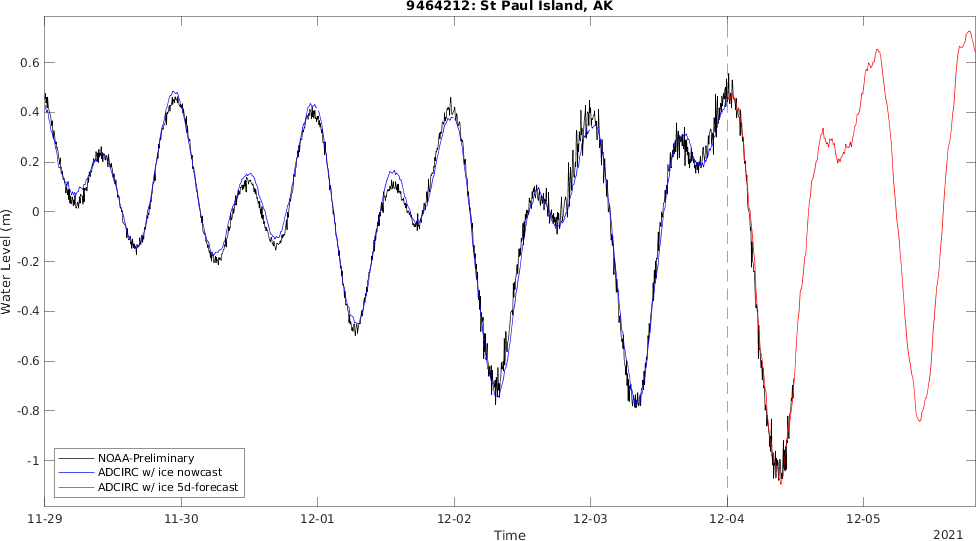 9464212: St Paul Island, AK
0.6
0.4
0.2
0
-0.2
-0.4
-0.6
-0.8
-1
Water Level (m)
NOAA-Preliminary
ADCIRC w/ ice nowcast
ADCIRC w/ ice 5d-forecast
11-29
11-30
12-01
12-02
12-03
12-04
12-05
Time
2021